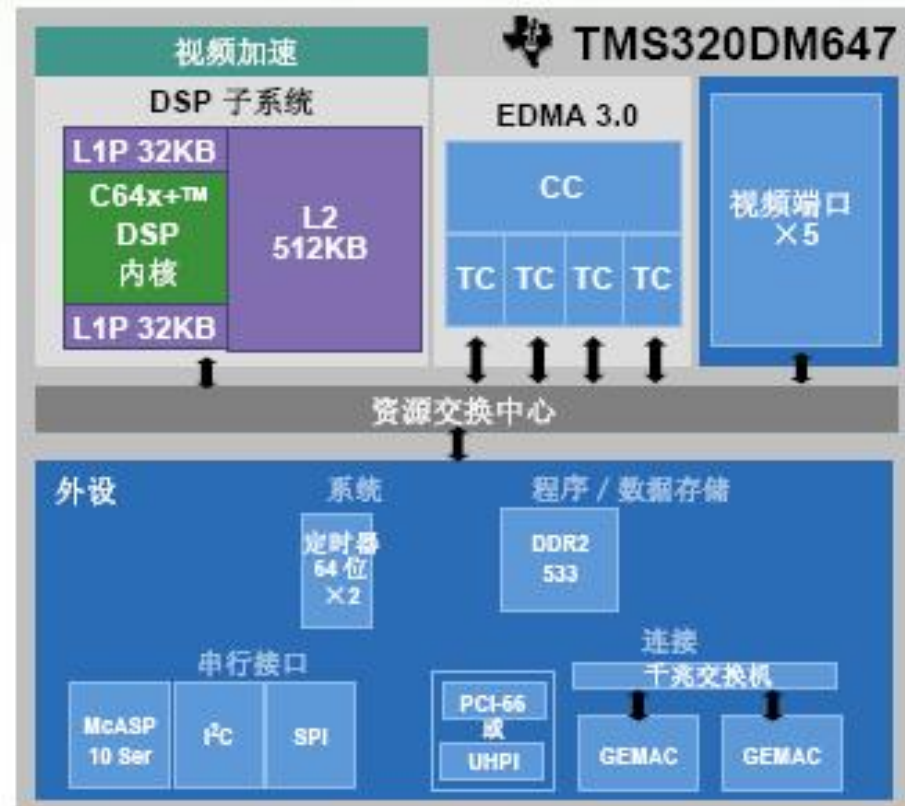 TMS320DM647
视频加速
DSP 子系统
L1P 32KB
C64x+™
DSP
内核
L1P 32KB
L2
512KB
EDMA 3.0
CC
TC TC TC TC
视频端口
×5
资源交换中心
外设
系统
定时器
64 位
×2
程序 / 数据存储
DDR2
533
串行接口
McASP
10 Ser
I²C
SPI
PCI-66
或
UHPI
连接
千兆交换机
GEMAC
GEMAC